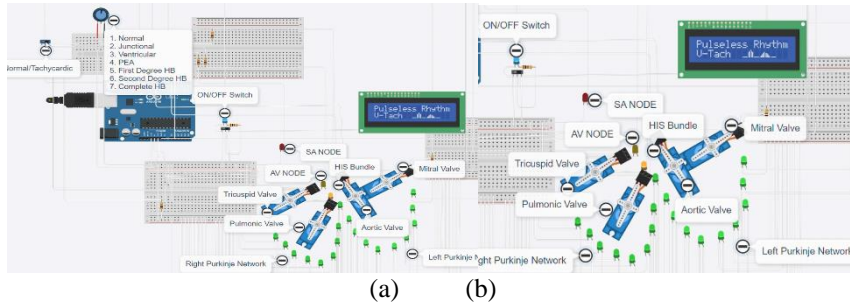 1. Normal
2. Junctional
3. Ventricular
4. PEA
5. First Degree HB
6. Second Degree HB
7. Complete HB
Normal/Tachycardic
ON/OFF Switch
Pulseless Rhythm
V-Tach
SA NODE
AV NODE
HIS Bundle
Mitral Valve
Tricuspid Valve
Pulmonic Valve
Aortic Valve
Right Purkinje Network
Left Purkinje Ne
ON/OFF Switch
Pulseless Rhythm
V-Tach
SA NODE
AV NODE
HIS Bundle
Mitral Valve
Tricuspid Valve
Pulmonic Valve
Aortic Valve
Left Purkinje Network
ight Purkinje Network
(a) (b)